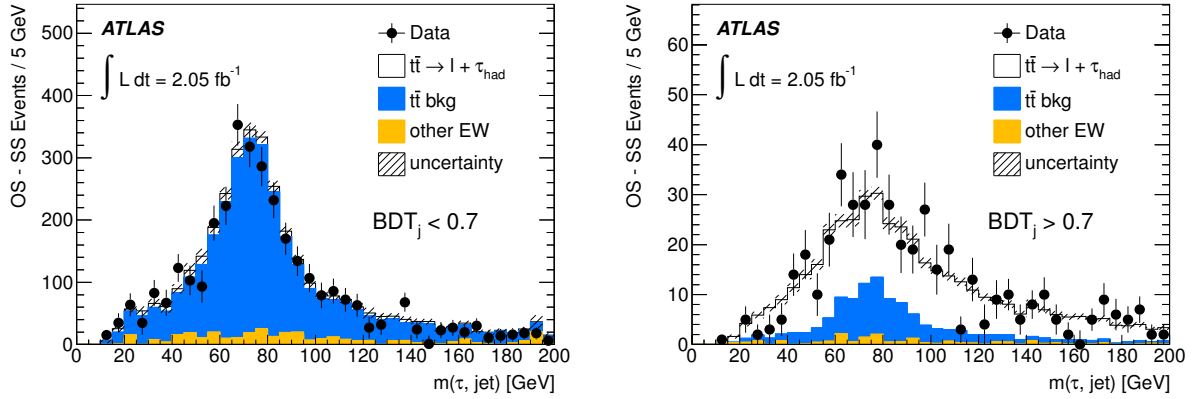 OS - SS Events / 5 GeV
500
400
300
200
100
0
ATLAS
∫ L dt = 2.05 fb⁻¹
Data
tt̄ → l + τhad
tt̄ bkg
other EW
uncertainty
BDTj < 0.7
0 20 40 60 80 100 120 140 160 180 200
m(τ, jet) [GeV]
OS - SS Events / 5 GeV
60
50
40
30
20
10
0
ATLAS
∫ L dt = 2.05 fb⁻¹
Data
tt̄ → l + τhad
tt̄ bkg
other EW
uncertainty
BDTj > 0.7
0 20 40 60 80 100 120 140 160 180 200
m(τ, jet) [GeV]